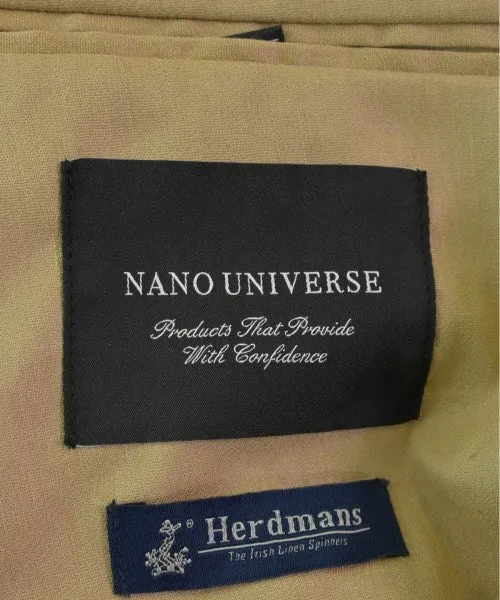 NANO UNIVERSE
Products That Provide
With Confidence
® Herdmans
The Irish Linen Spinners